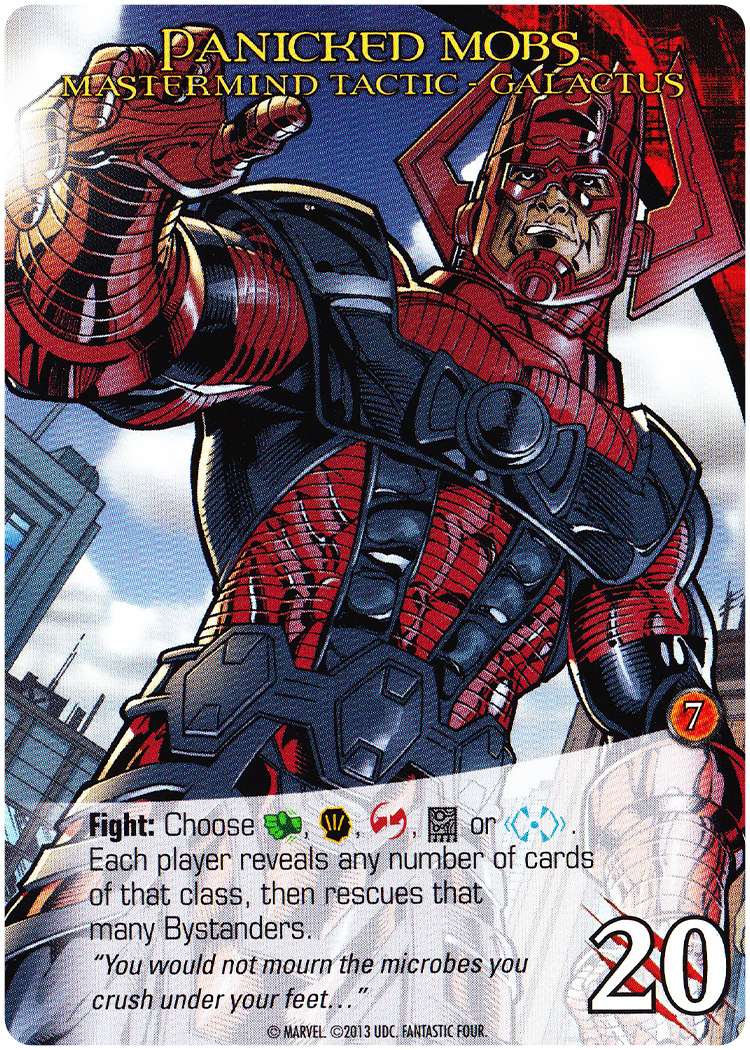 PANICKED MOBS
MASTERMIND TACTIC - GALACTUS
7
Fight: Choose , , , or .
Each player reveals any number of cards
of that class, then rescues that
many Bystanders.
"You would not mourn the microbes you
crush under your feet..."
20
© MARVEL. ©2013 UDC. FANTASTIC FOUR.